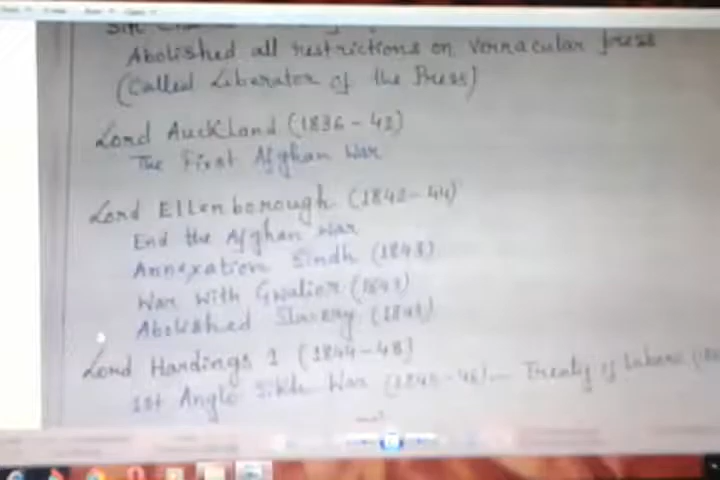 Abolished all restrictions on vernacular press
(Called Liberator of the Press)
Lord Auckland (1836-42)
The First Afghan War
Lord Ellenborough (1842-44)
End the Afghan War
Annexation Sindh (1843)
War with Gwalior (1843)
Abolished Slavery (1843)
Lord Hardings 1 (1844-48)
1st Anglo Sikh War (1845-46) - Treaty of Lahore